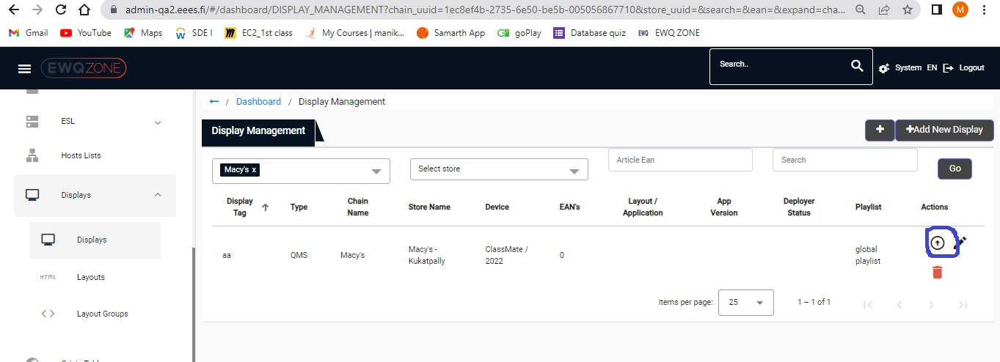 admin-qa2.eees.fi/#/dashboard/DISPLAY_MANAGEMENT?chain_uuid=1ec8ef4b-2735-6e50-be5b-005056867710&store_uuid=&search=&ean=&expand=cha...
M
Gmail YouTube Maps SDE I EC2_1st class My Courses | manik... Samarth App goPlay Database quiz EWQ EWQ ZONE
EWQZONE
Search..
System EN Logout
← / Dashboard / Display Management
ESL
Hosts Lists
Displays
Displays
HTML Layouts
Layout Groups
Display Management
+ +Add New Display
Macy's x
Select store
Article Ean
Search
Go
Display Tag Type Chain Name Store Name Device EAN's Layout / Application App Version Deployer Status Playlist Actions
aa QMS Macy's Macy's - Kukatpally ClassMate / 2022 0 global playlist
Items per page: 25 1 – 1 of 1